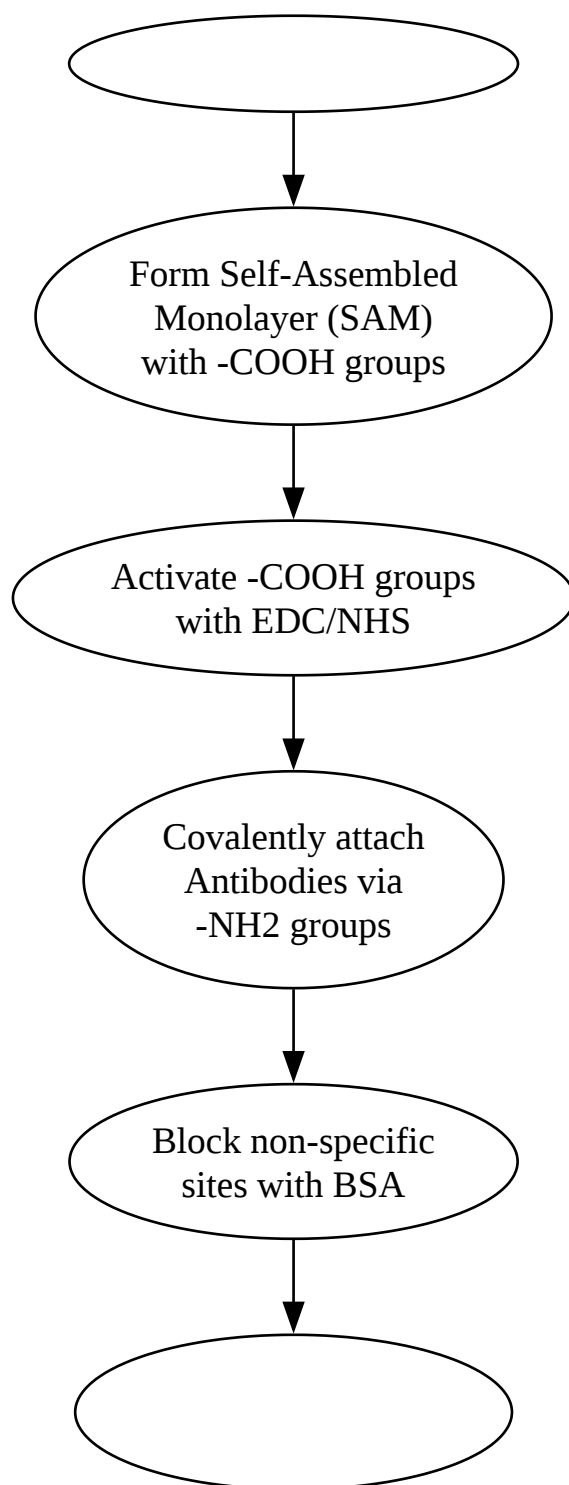 Form Self-Assembled
Monolayer (SAM)
with -COOH groups
Activate -COOH groups
with EDC/NHS
Covalently attach
Antibodies via
-NH2 groups
Block non-specific
sites with BSA